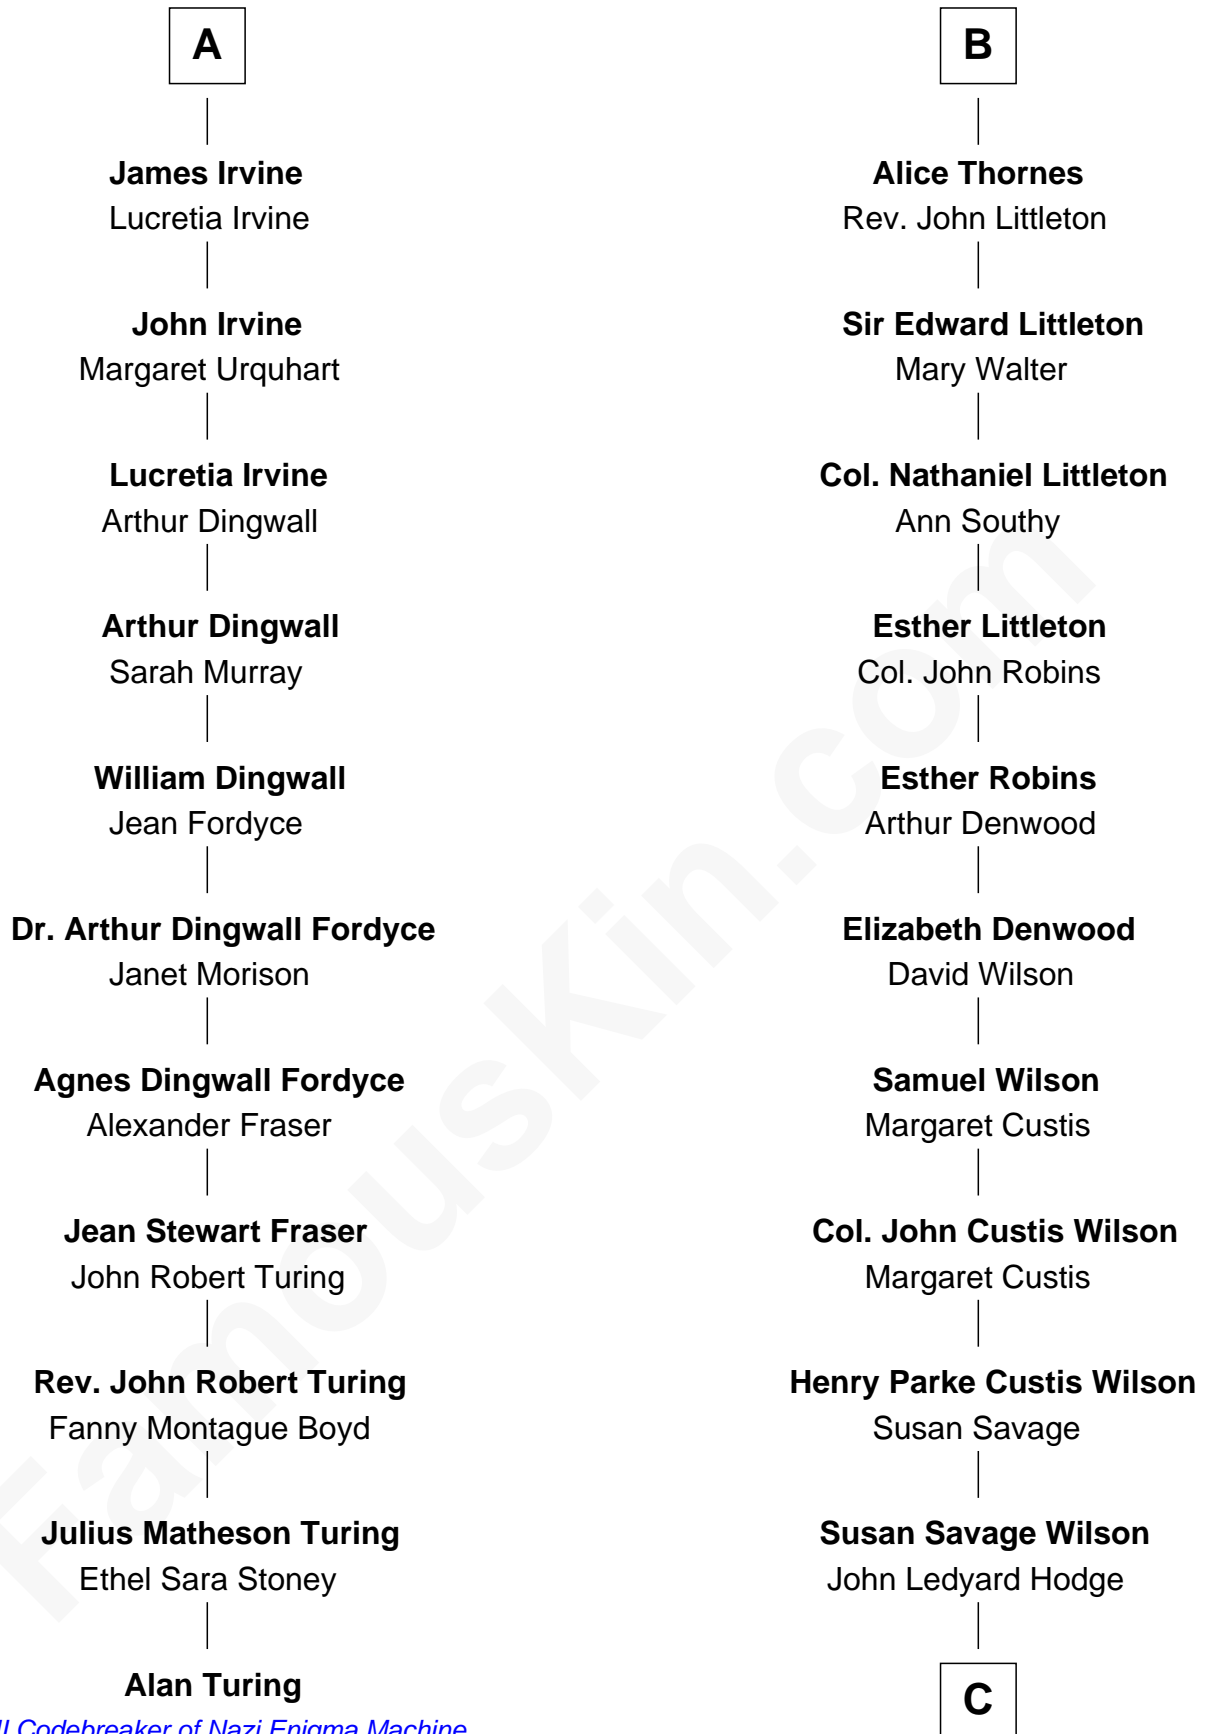 A
James Irvine
Lucretia Irvine
John Irvine
Margaret Urquhart
Lucretia Irvine
Arthur Dingwall
Arthur Dingwall
Sarah Murray
William Dingwall
Jean Fordyce
Dr. Arthur Dingwall Fordyce
Janet Morison
Agnes Dingwall Fordyce
Alexander Fraser
Jean Stewart Fraser
John Robert Turing
Rev. John Robert Turing
Fanny Montague Boyd
Julius Matheson Turing
Ethel Sara Stoney
Alan Turing
Codebreaker of Nazi Enigma Machine
B
Alice Thornes
Rev. John Littleton
Sir Edward Littleton
Mary Walter
Col. Nathaniel Littleton
Ann Southy
Esther Littleton
Col. John Robins
Esther Robins
Arthur Denwood
Elizabeth Denwood
David Wilson
Samuel Wilson
Margaret Custis
Col. John Custis Wilson
Margaret Custis
Henry Parke Custis Wilson
Susan Savage
Susan Savage Wilson
John Ledyard Hodge
C
FamousKin.com